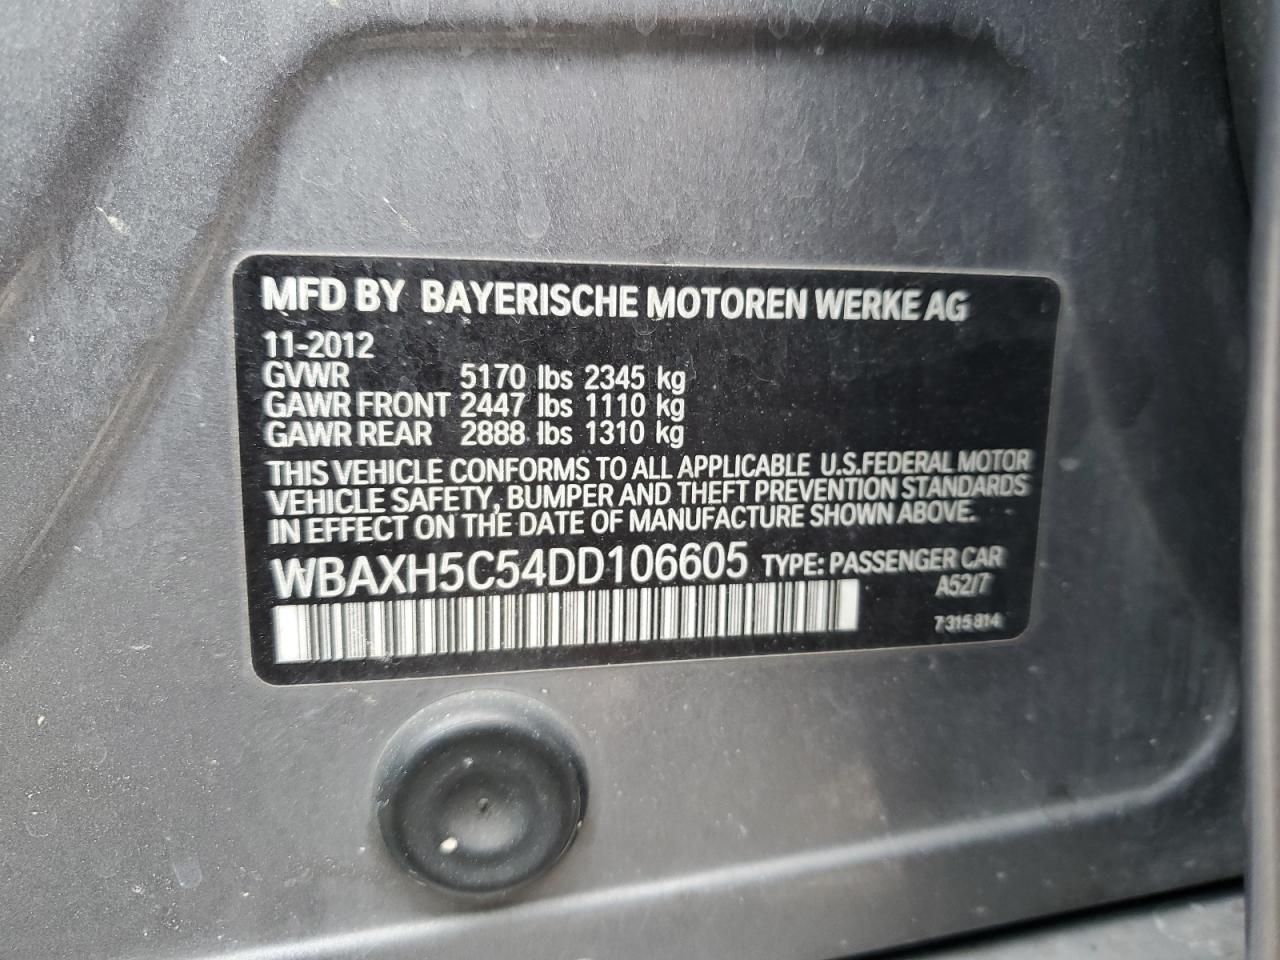 MFD BY BAYERISCHE MOTOREN WERKE AG
11-2012
GVWR 5170 lbs 2345 kg
GAWR FRONT 2447 lbs 1110 kg
GAWR REAR 2888 lbs 1310 kg
THIS VEHICLE CONFORMS TO ALL APPLICABLE U.S.FEDERAL MOTOR
VEHICLE SAFETY, BUMPER AND THEFT PREVENTION STANDARDS
IN EFFECT ON THE DATE OF MANUFACTURE SHOWN ABOVE.
WBAXH5C54DD106605 TYPE: PASSENGER CAR
A52/7
7 315 814